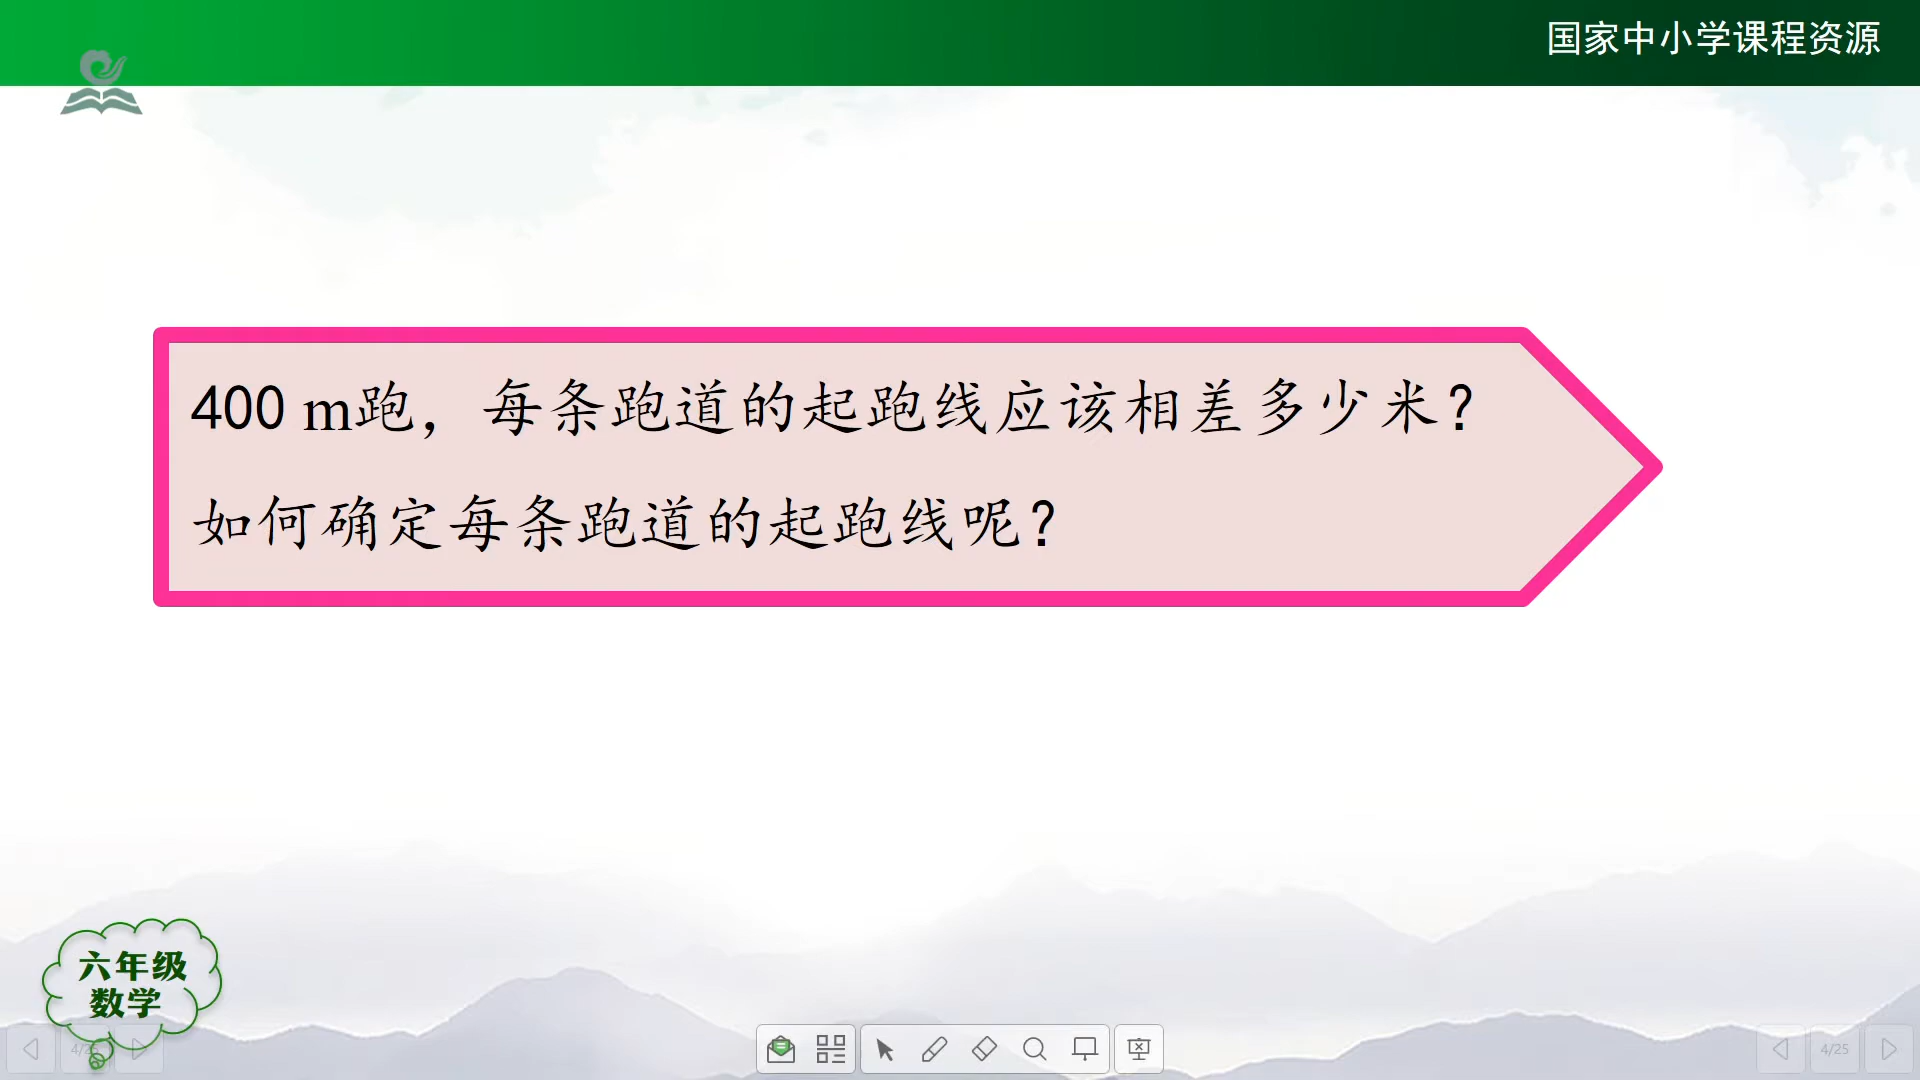 国家中小学课程资源
400 m跑，每条跑道的起跑线应该相差多少米?
如何确定每条跑道的起跑线呢?
六年级
数学
4/25
4/25